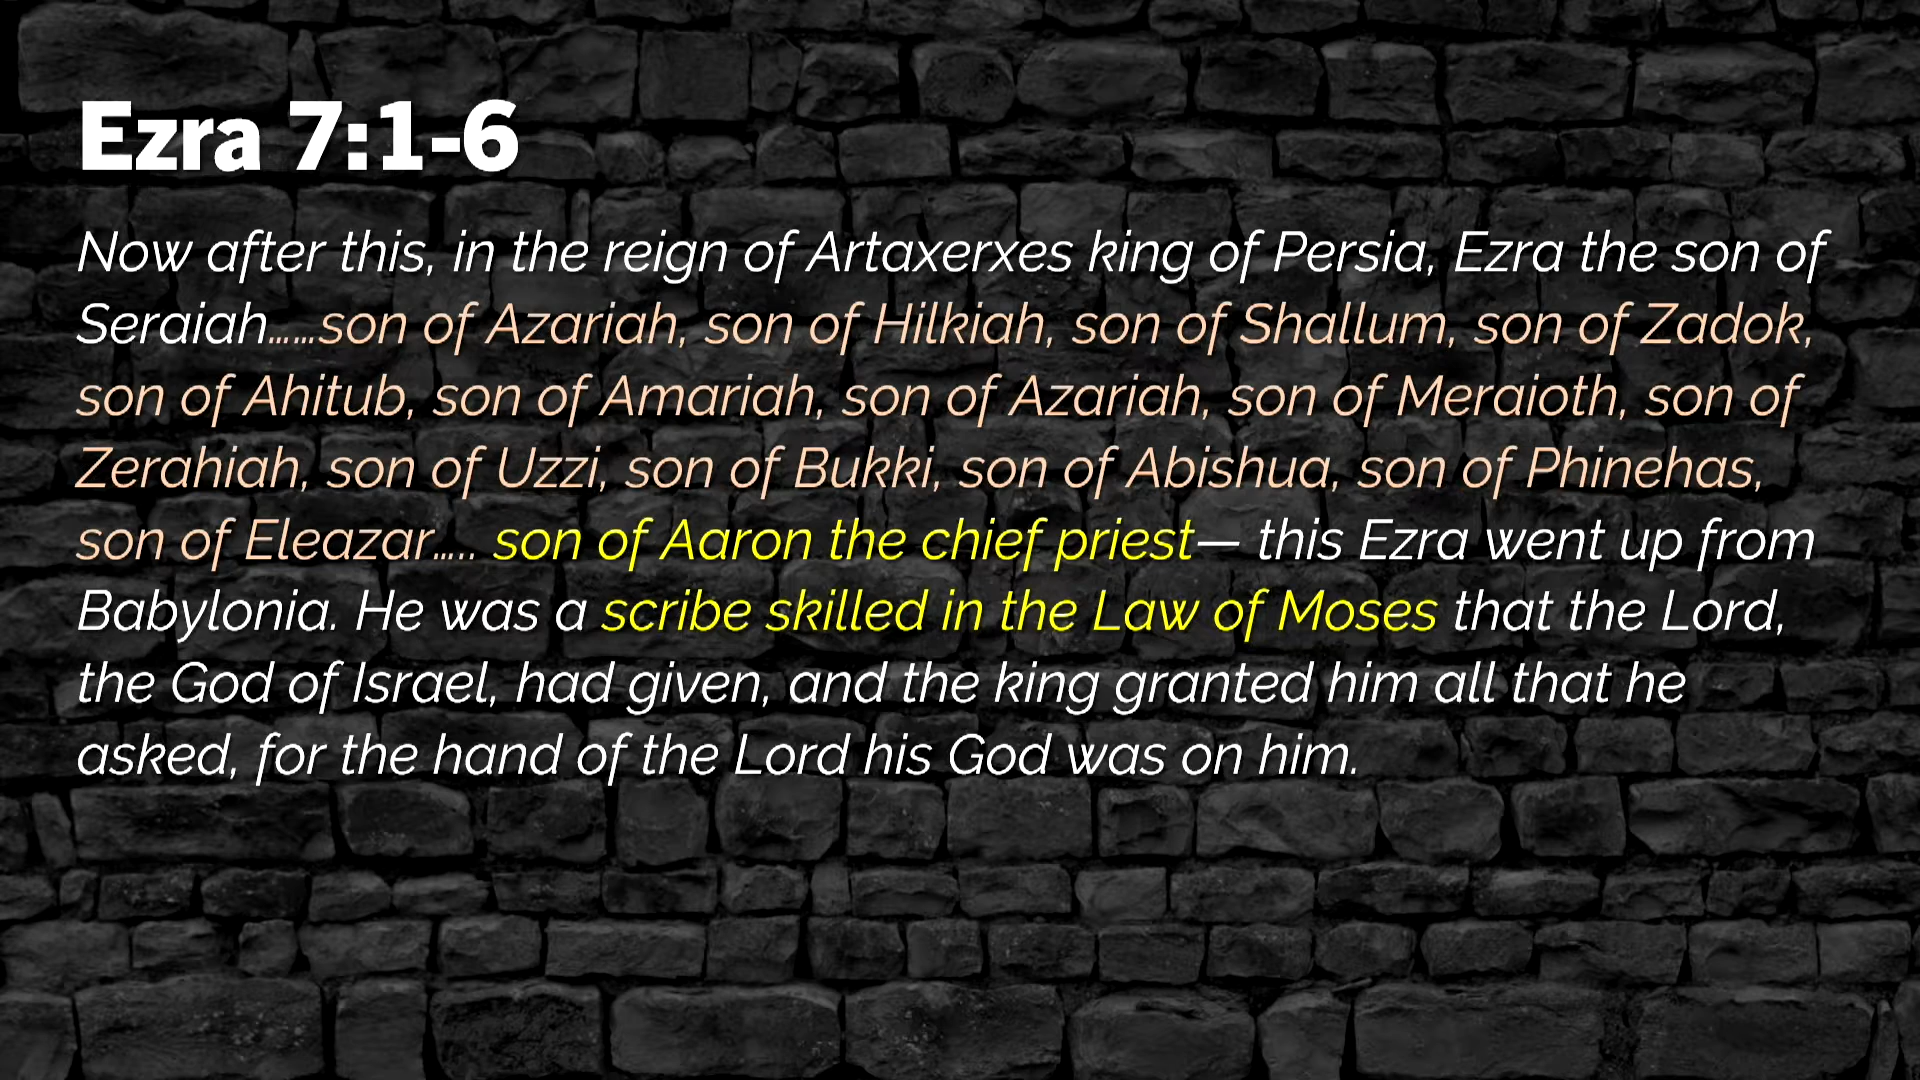 Ezra 7:1-6
Now after this, in the reign of Artaxerxes king of Persia, Ezra the son of
Seraiah……son of Azariah, son of Hilkiah, son of Shallum, son of Zadok,
son of Ahitub, son of Amariah, son of Azariah, son of Meraioth, son of
Zerahiah, son of Uzzi, son of Bukki, son of Abishua, son of Phinehas,
son of Eleazar….. son of Aaron the chief priest— this Ezra went up from
Babylonia. He was a scribe skilled in the Law of Moses that the Lord,
the God of Israel, had given, and the king granted him all that he
asked, for the hand of the Lord his God was on him.